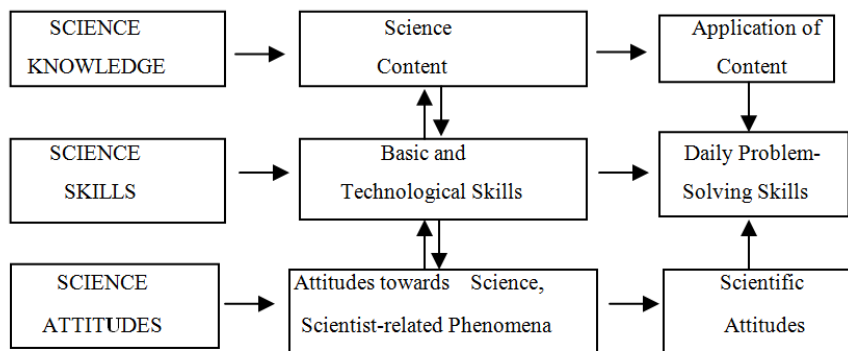 SCIENCE
KNOWLEDGE
Science
Content
Application of
Content
SCIENCE
SKILLS
Basic and
Technological Skills
Daily Problem-
Solving Skills
SCIENCE
ATTITUDES
Attitudes towards Science,
Scientist-related Phenomena
Scientific
Attitudes